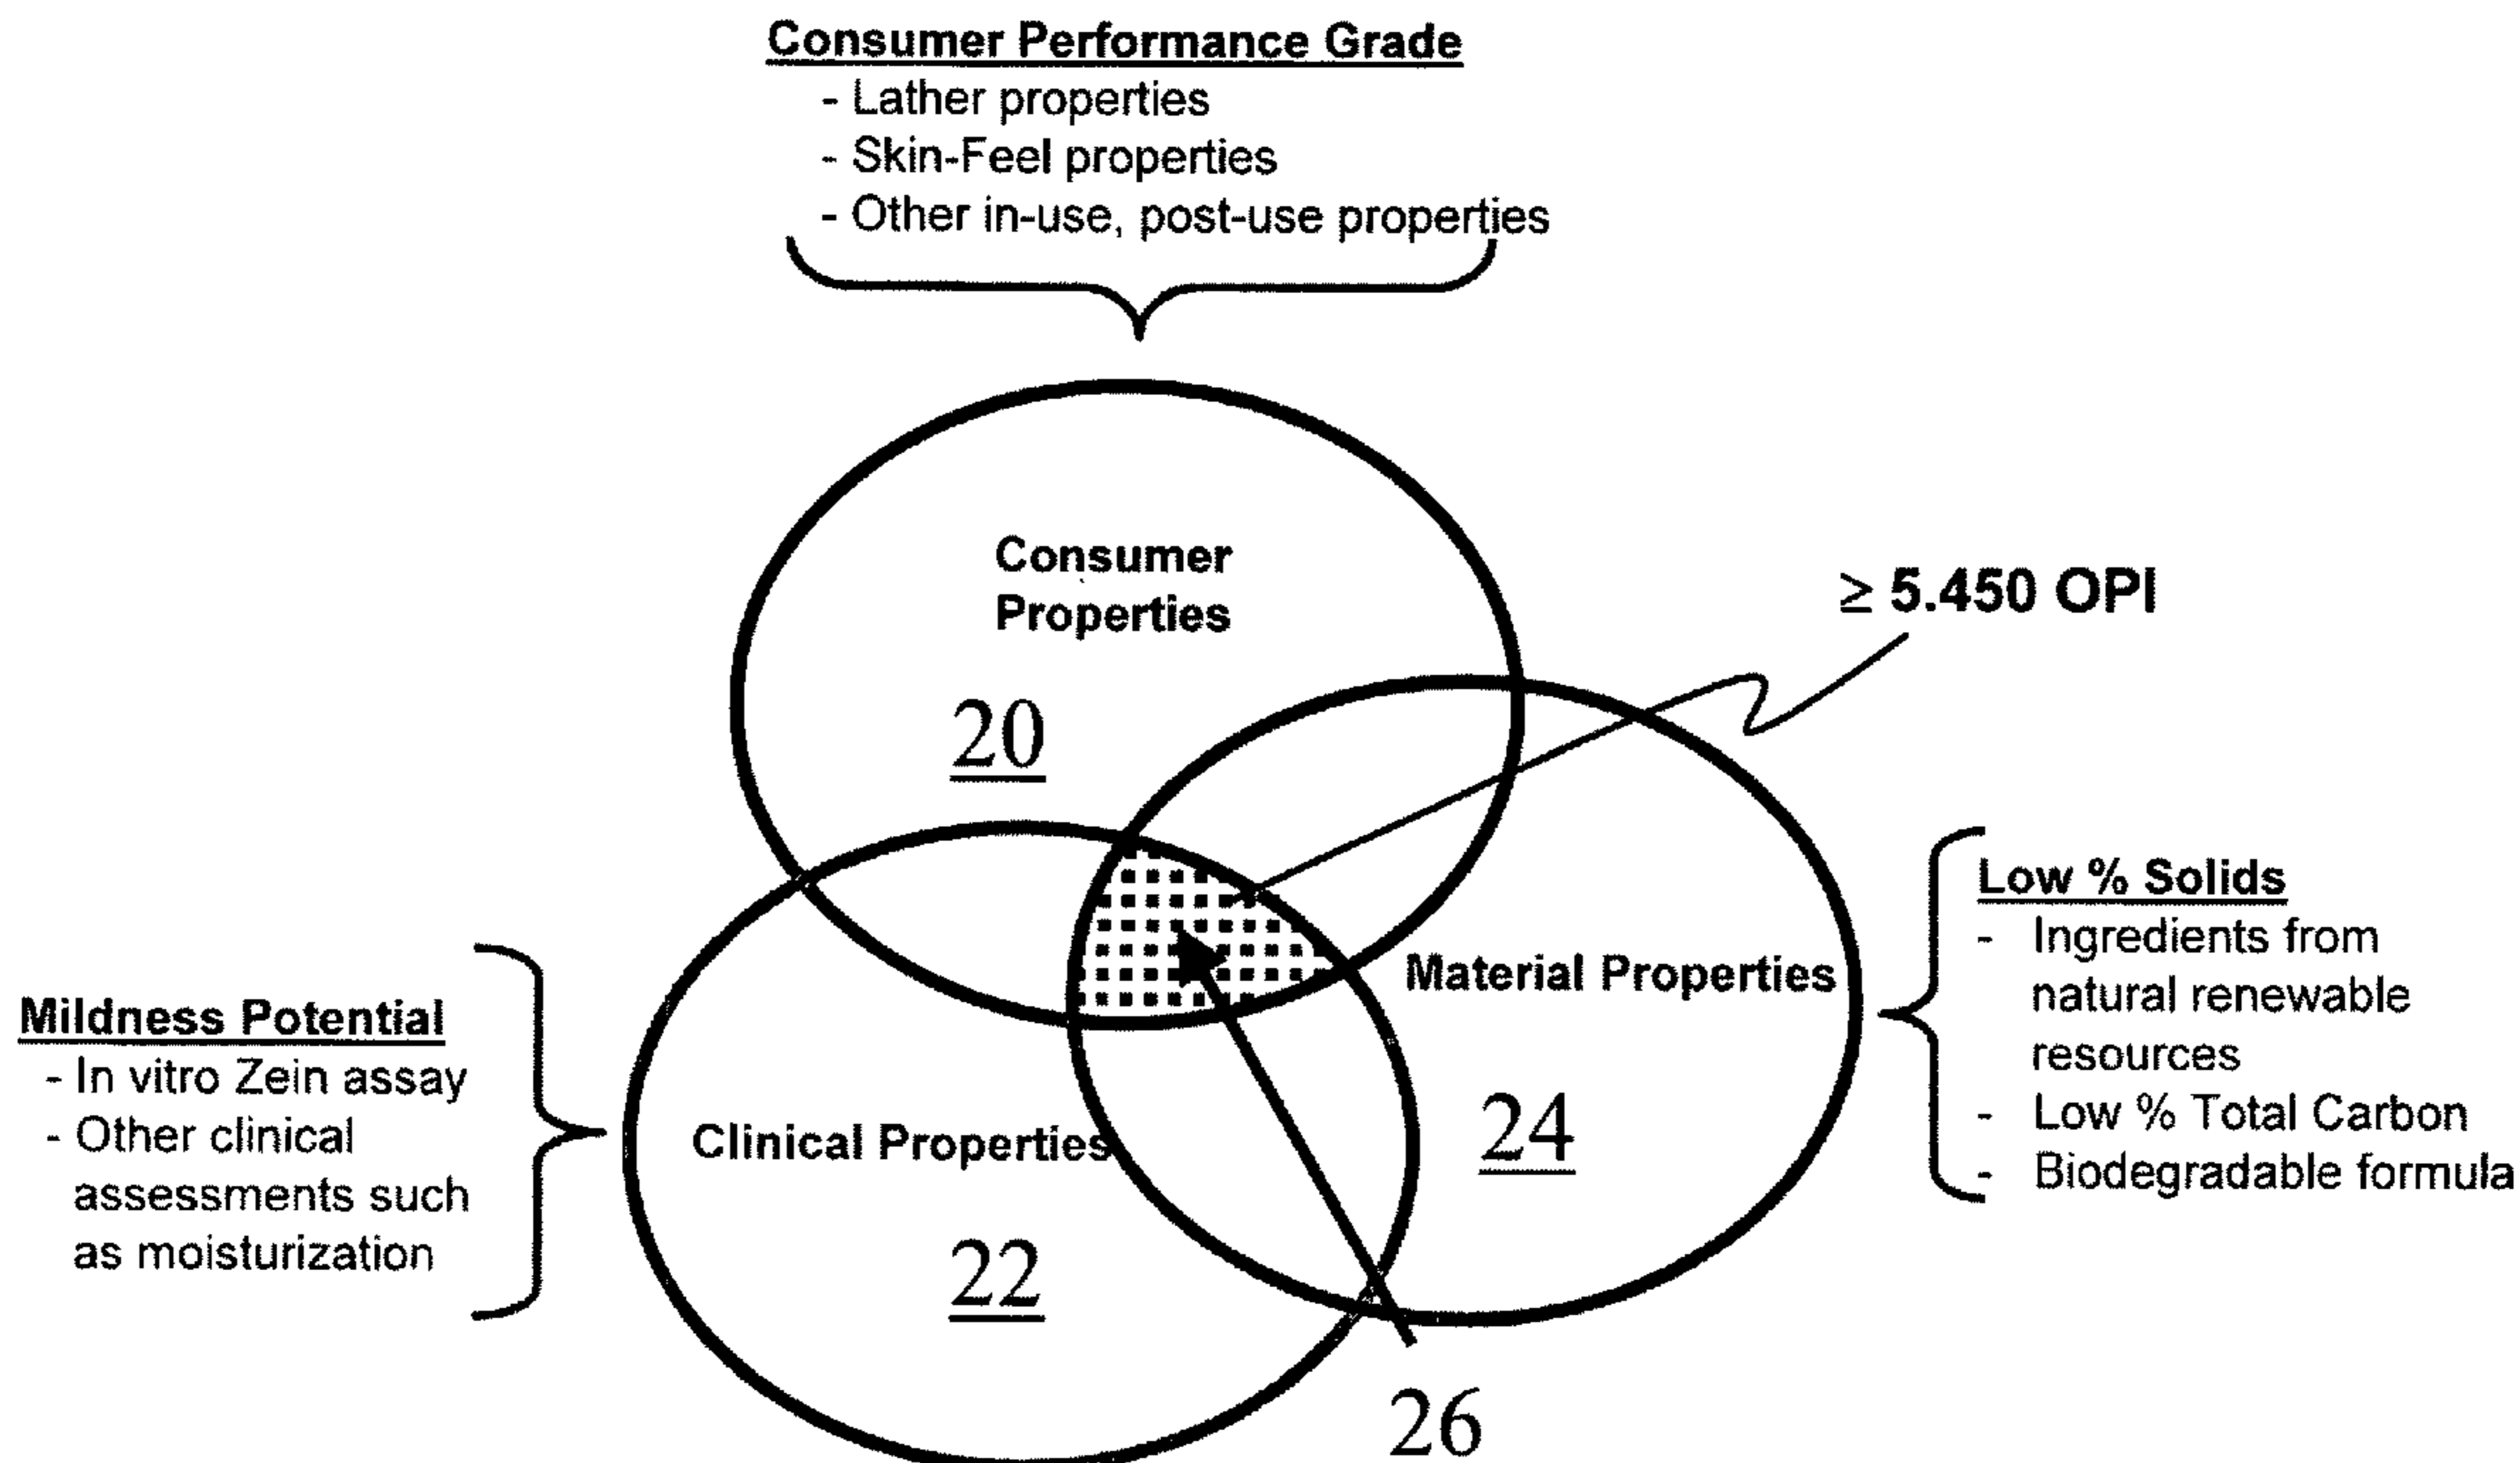 Consumer Performance Grade
- Lather properties
- Skin-Feel properties
- Other in-use, post-use properties
Consumer
Properties
20
≥ 5.450 OPI
Low % Solids
- Ingredients from
natural renewable
resources
- Low % Total Carbon
- Biodegradable formula
Material Properties
24
Mildness Potential
- In vitro Zein assay
- Other clinical
assessments such
as moisturization
Clinical Properties
22
26